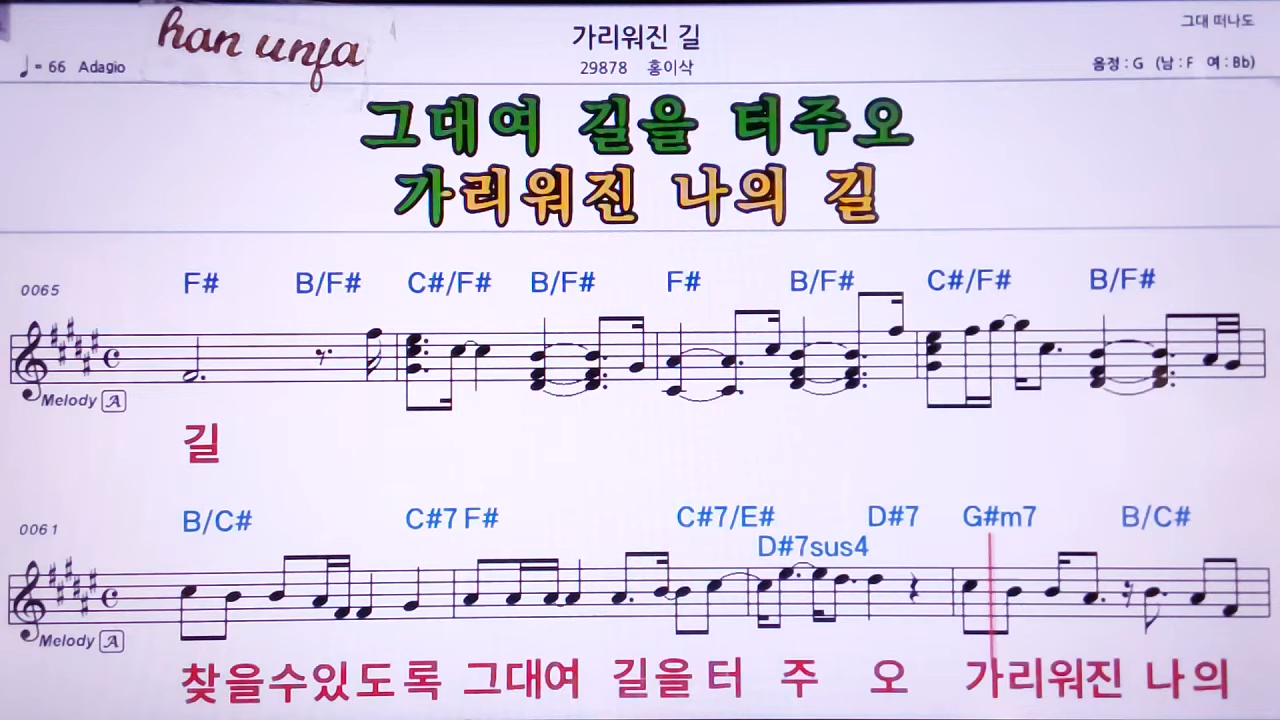 han unfa
가리워진 길
그대 떠나도
♩= 66 Adagio
29878 홍이삭
음정 : G (남 : F 여 : Bb)
그대여 길을 터주오
가리워진 나의 길
0065
F# B/F# C#/F# B/F# F# B/F# C#/F# B/F#
Melody A
길
0061
B/C# C#7 F# C#7/E# D#7 G#m7 B/C#
D#7sus4
Melody A
찾을수있도록 그대여 길을 터 주 오 가리워진 나의